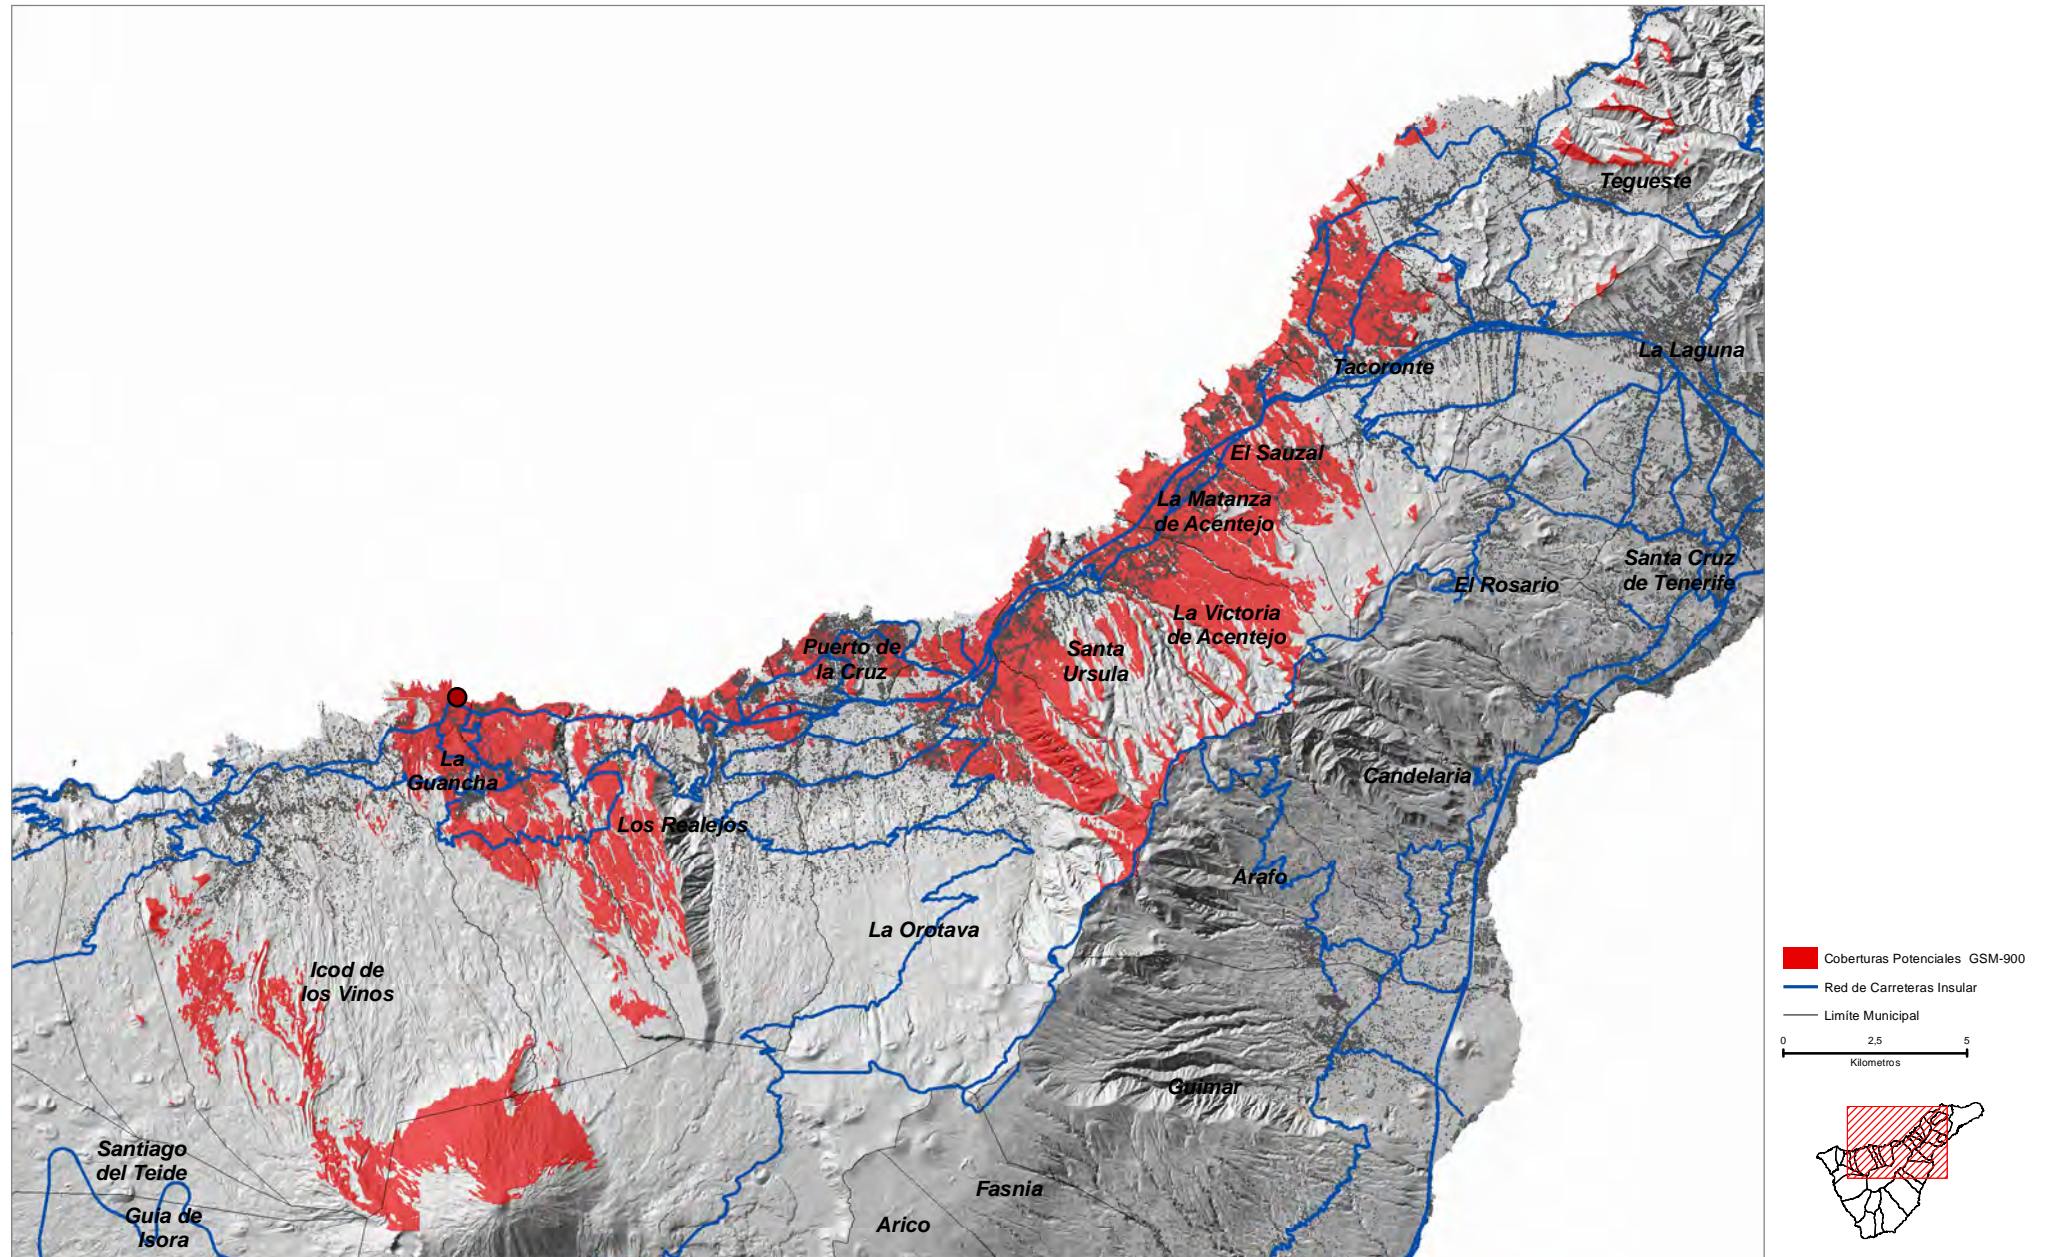 Tegueste
La Laguna
Tacoronte
El Sauzal
La Matanza
de Acentejo
Santa Cruz
de Tenerife
El Rosario
La Victoria
de Acentejo
Puerto de
la Cruz
Santa
Ursula
La
Guancha
Candelaria
Los Realejos
Arafo
La Orotava
Icod de
los Vinos
Guimar
Santiago
del Teide
Fasnia
Guia de
Isora
Arico
Coberturas Potenciales GSM-900
Red de Carreteras Insular
Limíte Municipal
0 2,5 5
Kilometros